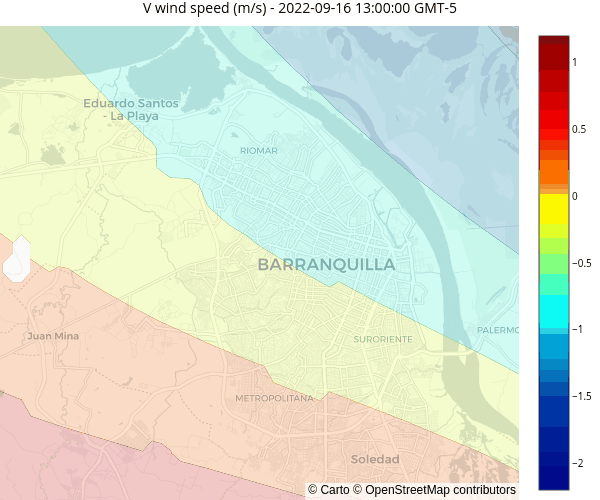 V wind speed (m/s) - 2022-09-16 13:00:00 GMT-5
Eduardo Santos
- La Playa
RIOMAR
BARRANQUILLA
PALERMO
SURORIENTE
Juan Mina
METROPOLITANA
Soledad
© Carto © OpenStreetMap contributors
1
0.5
0
−0.5
−1
−1.5
−2